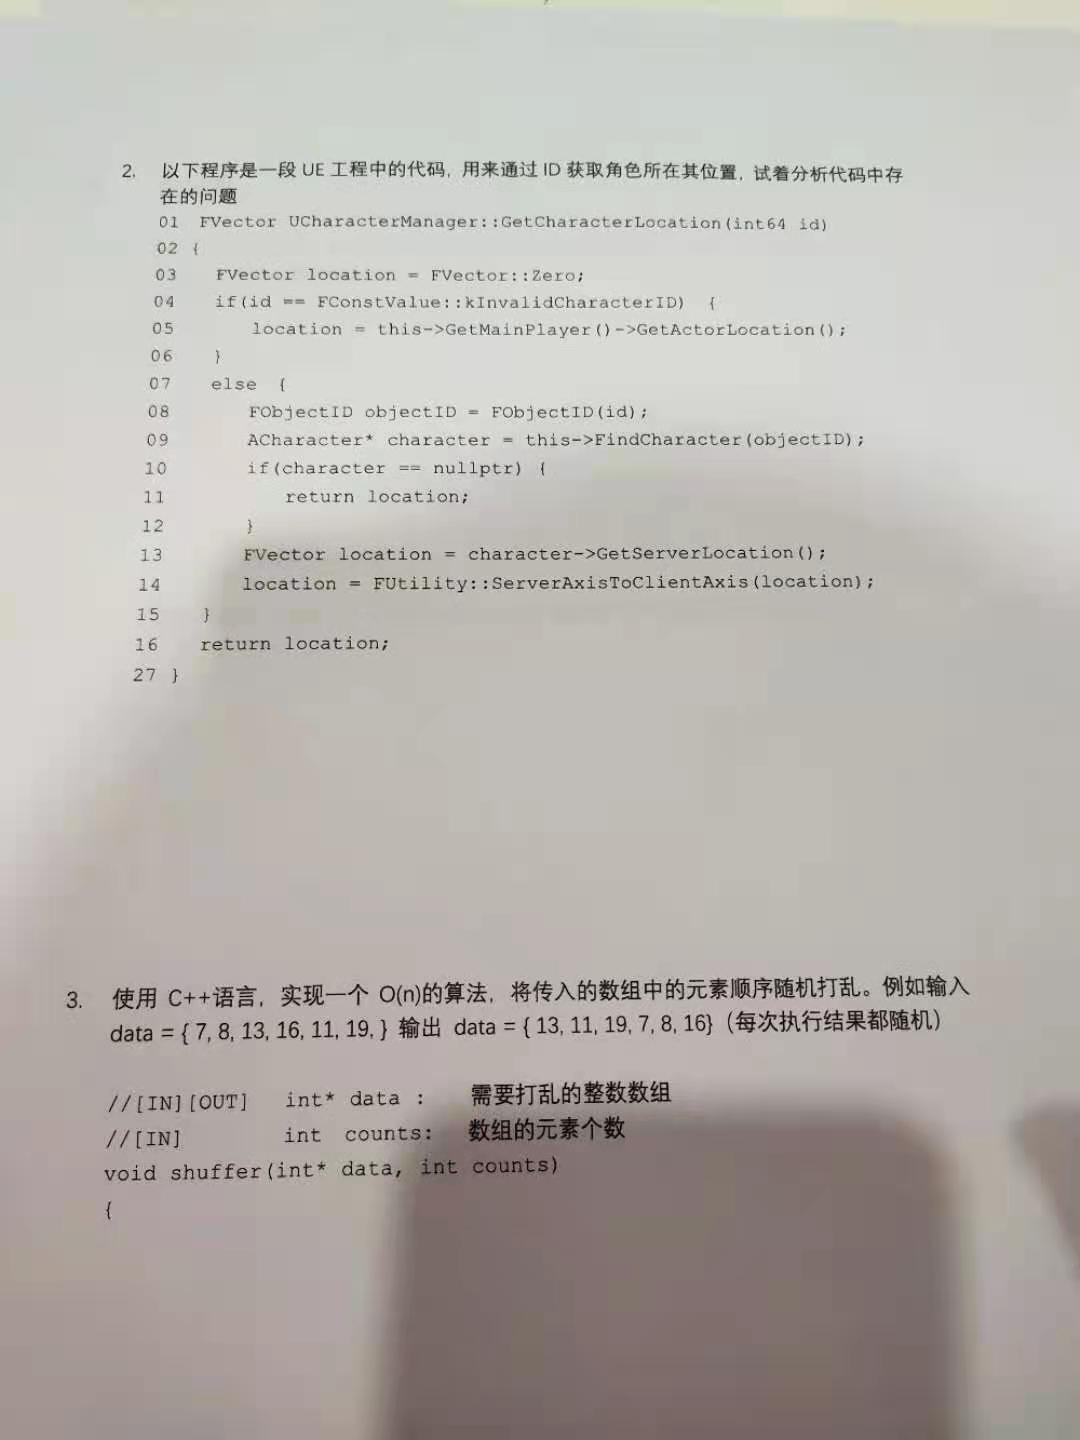 2. 以下程序是一段 UE 工程中的代码，用来通过 ID 获取角色所在其位置，试着分析代码中存
在的问题
01 FVector UCharacterManager::GetCharacterLocation(int64 id)
02 {
03 FVector location = FVector::Zero;
04 if(id == FConstValue::kInvalidCharacterID) {
05 location = this->GetMainPlayer()->GetActorLocation();
06 }
07 else {
08 FObjectID objectID = FObjectID(id);
09 ACharacter* character = this->FindCharacter(objectID);
10 if(character == nullptr) {
11 return location;
12 }
13 FVector location = character->GetServerLocation();
14 location = FUtility::ServerAxisToClientAxis(location);
15 }
16 return location;
27 }
3. 使用 C++语言，实现一个 O(n)的算法，将传入的数组中的元素顺序随机打乱。例如输入
data = { 7, 8, 13, 16, 11, 19, } 输出 data = { 13, 11, 19, 7, 8, 16}（每次执行结果都随机）
//[IN][OUT] int* data : 需要打乱的整数数组
//[IN] int counts: 数组的元素个数
void shuffer(int* data, int counts)
{